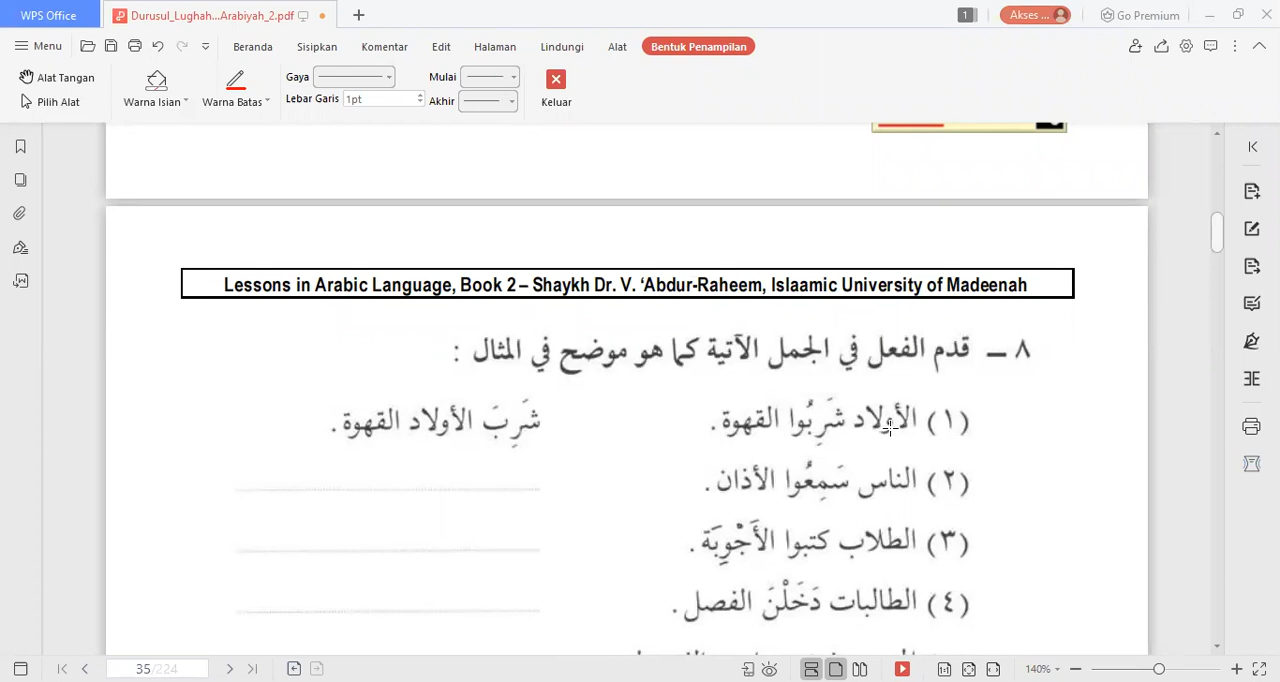 WPS Office
Durusul_Lughah...Arabiyah_2.pdf
1
Akses ...
Go Premium
Menu
Beranda
Sisipkan
Komentar
Edit
Halaman
Lindungi
Alat
Bentuk Penampilan
Alat Tangan
Pilih Alat
Warna Isian
Warna Batas
Gaya
Lebar Garis 1pt
Mulai
Akhir
Keluar
Lessons in Arabic Language, Book 2 – Shaykh Dr. V. ‘Abdur-Raheem, Islaamic University of Madeenah
٨ – قدم الفعل في الجمل الآتية كما هو موضح في المثال :
(١) الأولاد شَرِبُوا القهوة . شَرِبَ الأولاد القهوة .
(٢) الناس سَمِعُوا الأذان .
(٣) الطلاب كتبوا الأَجْوِبَة .
(٤) الطالبات دَخَلْنَ الفصل .
35/224
140%